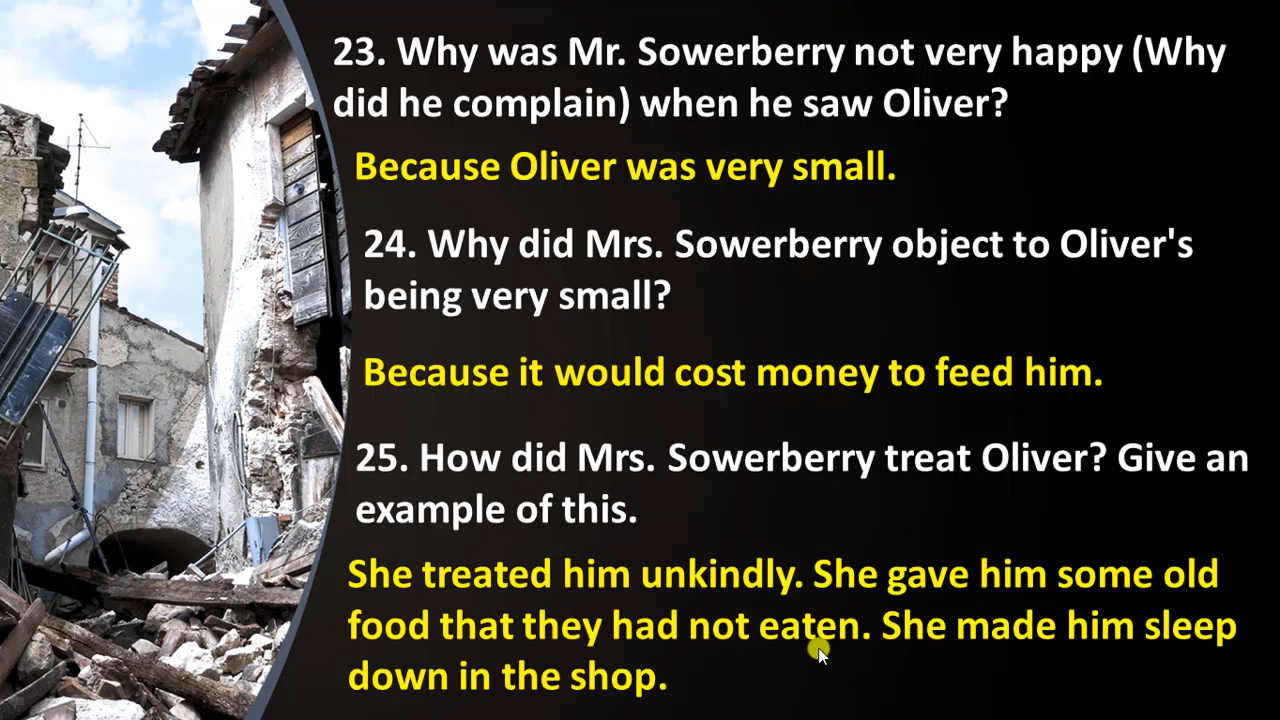 23. Why was Mr. Sowerberry not very happy (Why
did he complain) when he saw Oliver?
Because Oliver was very small.
24. Why did Mrs. Sowerberry object to Oliver's
being very small?
Because it would cost money to feed him.
25. How did Mrs. Sowerberry treat Oliver? Give an
example of this.
She treated him unkindly. She gave him some old
food that they had not eaten. She made him sleep
down in the shop.